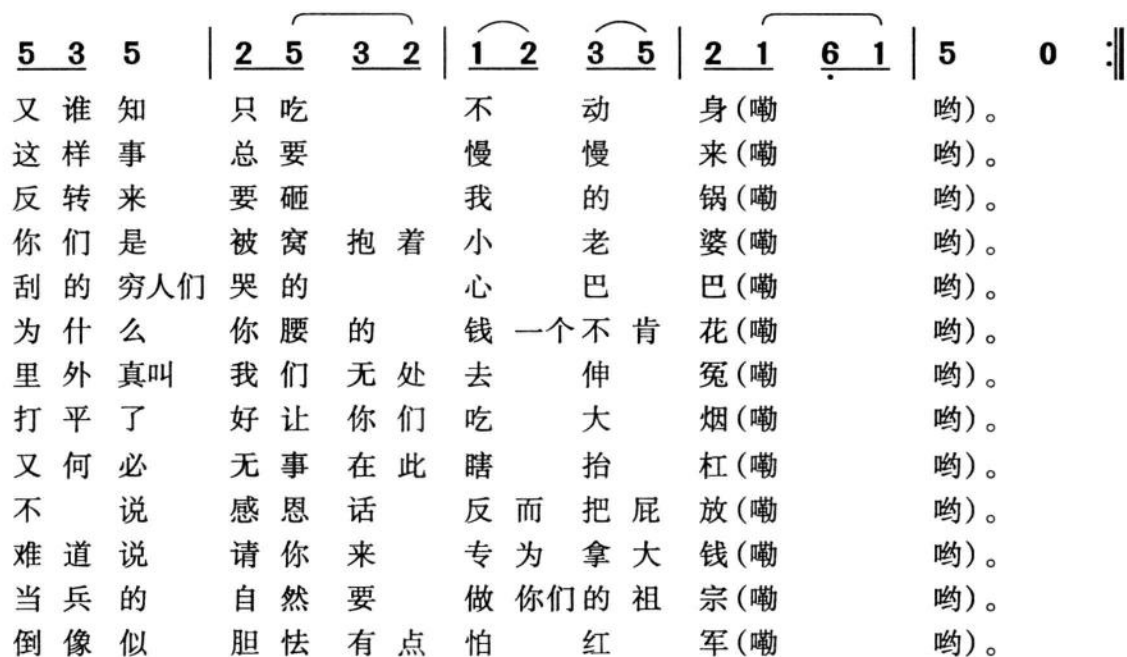 5 3 5 | 2 5 3 2 | 1 2 3 5 | 2 1 6̣ 1 | 5 0 :‖
又谁知 只吃 不动 身(嘞 哟)。
这样事 总要 慢慢 来(嘞 哟)。
反转来 要砸 我的 锅(嘞 哟)。
你们是 被窝抱着 小老 婆(嘞 哟)。
刮的穷人们 哭的 心巴 巴(嘞 哟)。
为什么 你腰的 钱一个不肯 花(嘞 哟)。
里外真叫 我们无处 去伸 冤(嘞 哟)。
打平了 好让你们 吃大 烟(嘞 哟)。
又何必 无事在此 瞎抬 杠(嘞 哟)。
不说 感恩话 反而把屁 放(嘞 哟)。
难道说 请你来 专为拿大 钱(嘞 哟)。
当兵的 自然要 做你们的祖 宗(嘞 哟)。
倒像似 胆怯有点 怕红 军(嘞 哟)。